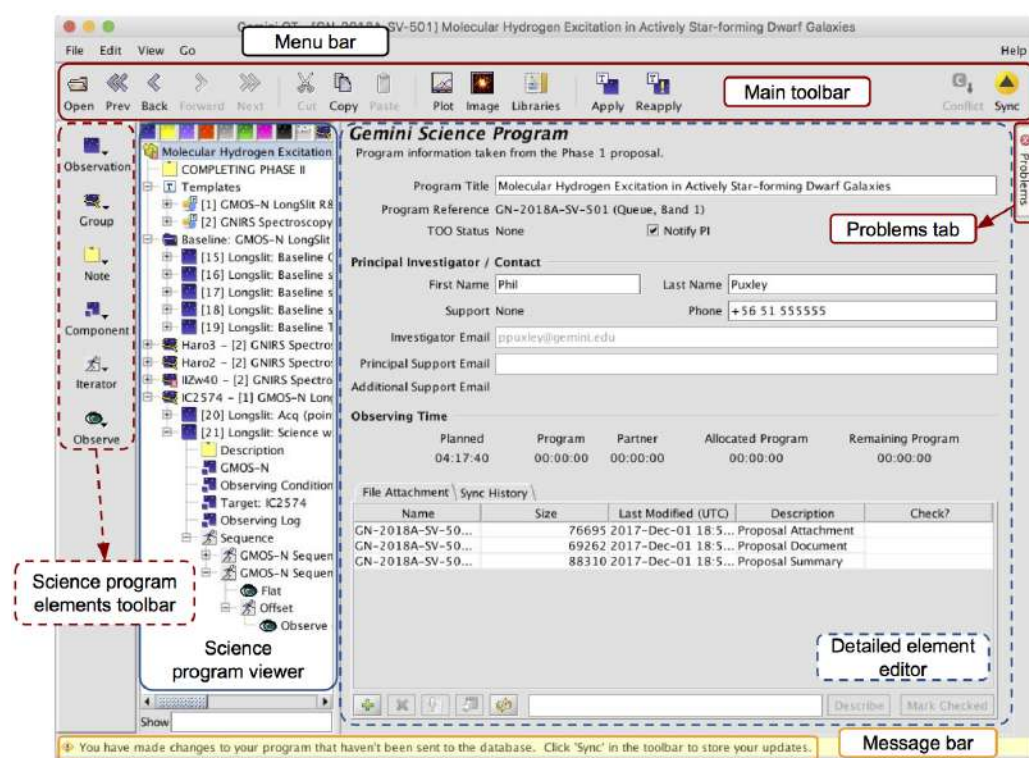 Gemini OT - [GN-2018A-SV-501] Molecular Hydrogen Excitation in Actively Star-forming Dwarf Galaxies
Menu bar
File Edit View Go Help
Open Prev Back Forward Next Cut Copy Paste Plot Image Libraries Apply Reapply Main toolbar Conflict Sync
Observation
Group
Note
Component
Iterator
Observe
Science program
elements toolbar
Molecular Hydrogen Excitation
COMPLETING PHASE II
Templates
[1] GMOS-N LongSlit R8
[2] GNIRS Spectroscopy
Baseline: GMOS-N LongSlit
[15] Longslit: Baseline
[16] Longslit: Baseline s
[17] Longslit: Baseline s
[18] Longslit: Baseline s
[19] Longslit: Baseline T
Haro3 - [2] GNIRS Spectro
Haro2 - [2] GNIRS Spectro
IIZw40 - [2] GNIRS Spectro
IC2574 - [1] GMOS-N Lon
[20] Longslit: Acq (poin
[21] Longslit: Science w
Description
GMOS-N
Observing Condition
Target: IC2574
Observing Log
Sequence
GMOS-N Sequen
GMOS-N Sequen
Flat
Offset
Observe
Science
program viewer
Show
Gemini Science Program
Program information taken from the Phase 1 proposal.
Program Title Molecular Hydrogen Excitation in Actively Star-forming Dwarf Galaxies
Program Reference GN-2018A-SV-501 (Queue, Band 1)
TOO Status None Notify PI
Problems
Problems tab
Principal Investigator / Contact
First Name Phil Last Name Puxley
Support None Phone +56 51 555555
Investigator Email ppuxley@gemini.edu
Principal Support Email
Additional Support Email
Observing Time
Planned Program Partner Allocated Program Remaining Program
04:17:40 00:00:00 00:00:00 00:00:00 00:00:00
File Attachment Sync History
Name Size Last Modified (UTC) Description Check?
GN-2018A-SV-50... 76695 2017-Dec-01 18:5... Proposal Attachment
GN-2018A-SV-50... 69262 2017-Dec-01 18:5... Proposal Document
GN-2018A-SV-50... 88310 2017-Dec-01 18:5... Proposal Summary
Detailed element
editor
Describe Mark Checked
You have made changes to your program that haven't been sent to the database. Click 'Sync' in the toolbar to store your updates.
Message bar